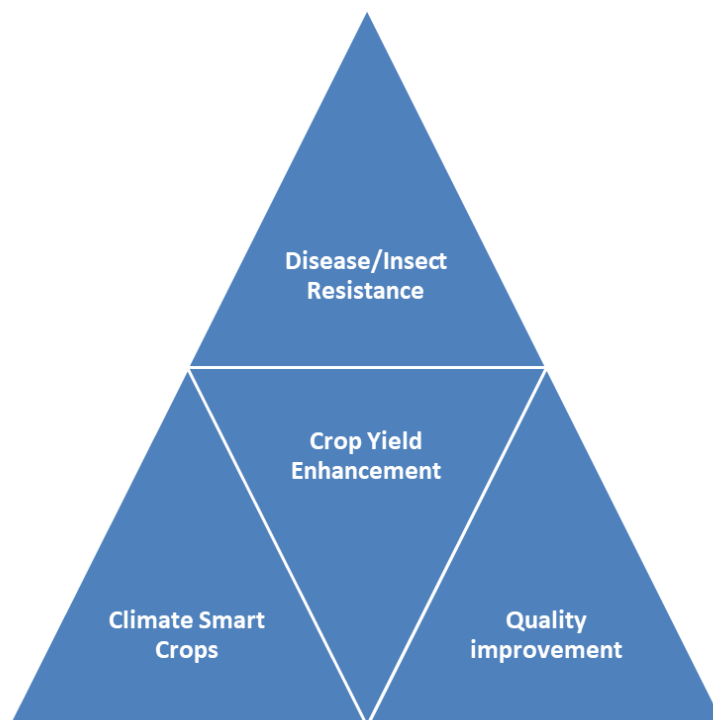 Disease/Insect
Resistance
Crop Yield
Enhancement
Climate Smart
Crops
Quality
improvement